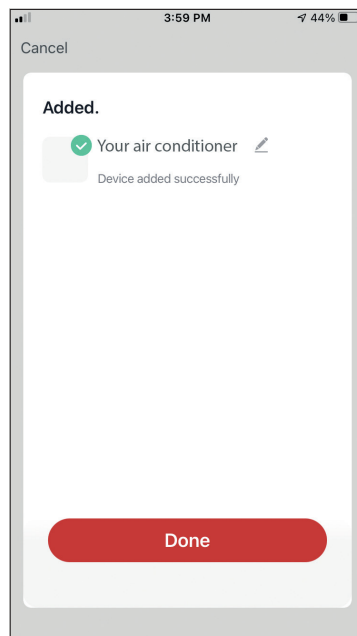 3:59 PM
44%
Cancel
Added.
Your air conditioner
Device added successfully
Done